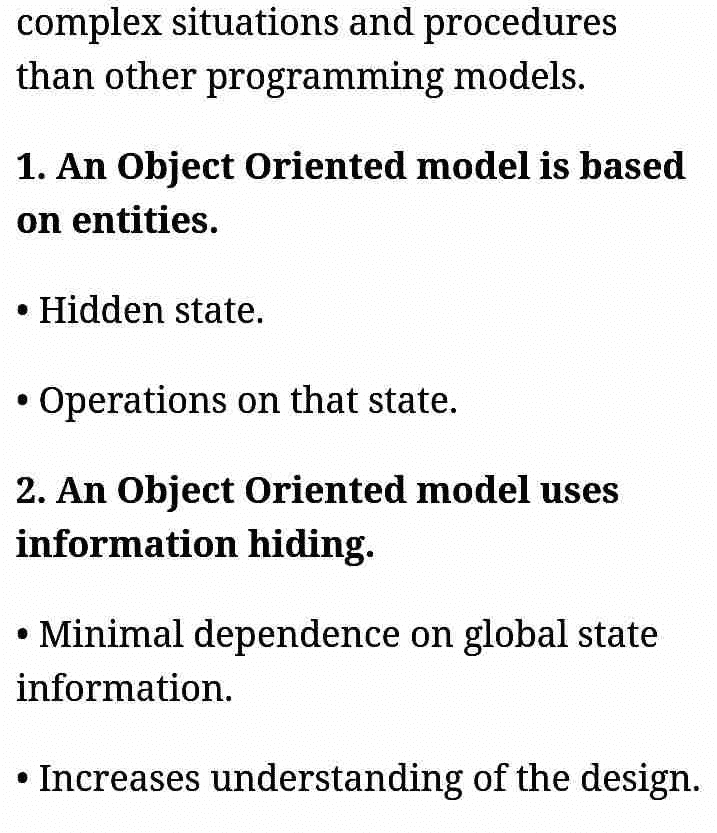 complex situations and procedures
than other programming models.
1. An Object Oriented model is based
on entities.
• Hidden state.
• Operations on that state.
2. An Object Oriented model uses
information hiding.
• Minimal dependence on global state
information.
• Increases understanding of the design.